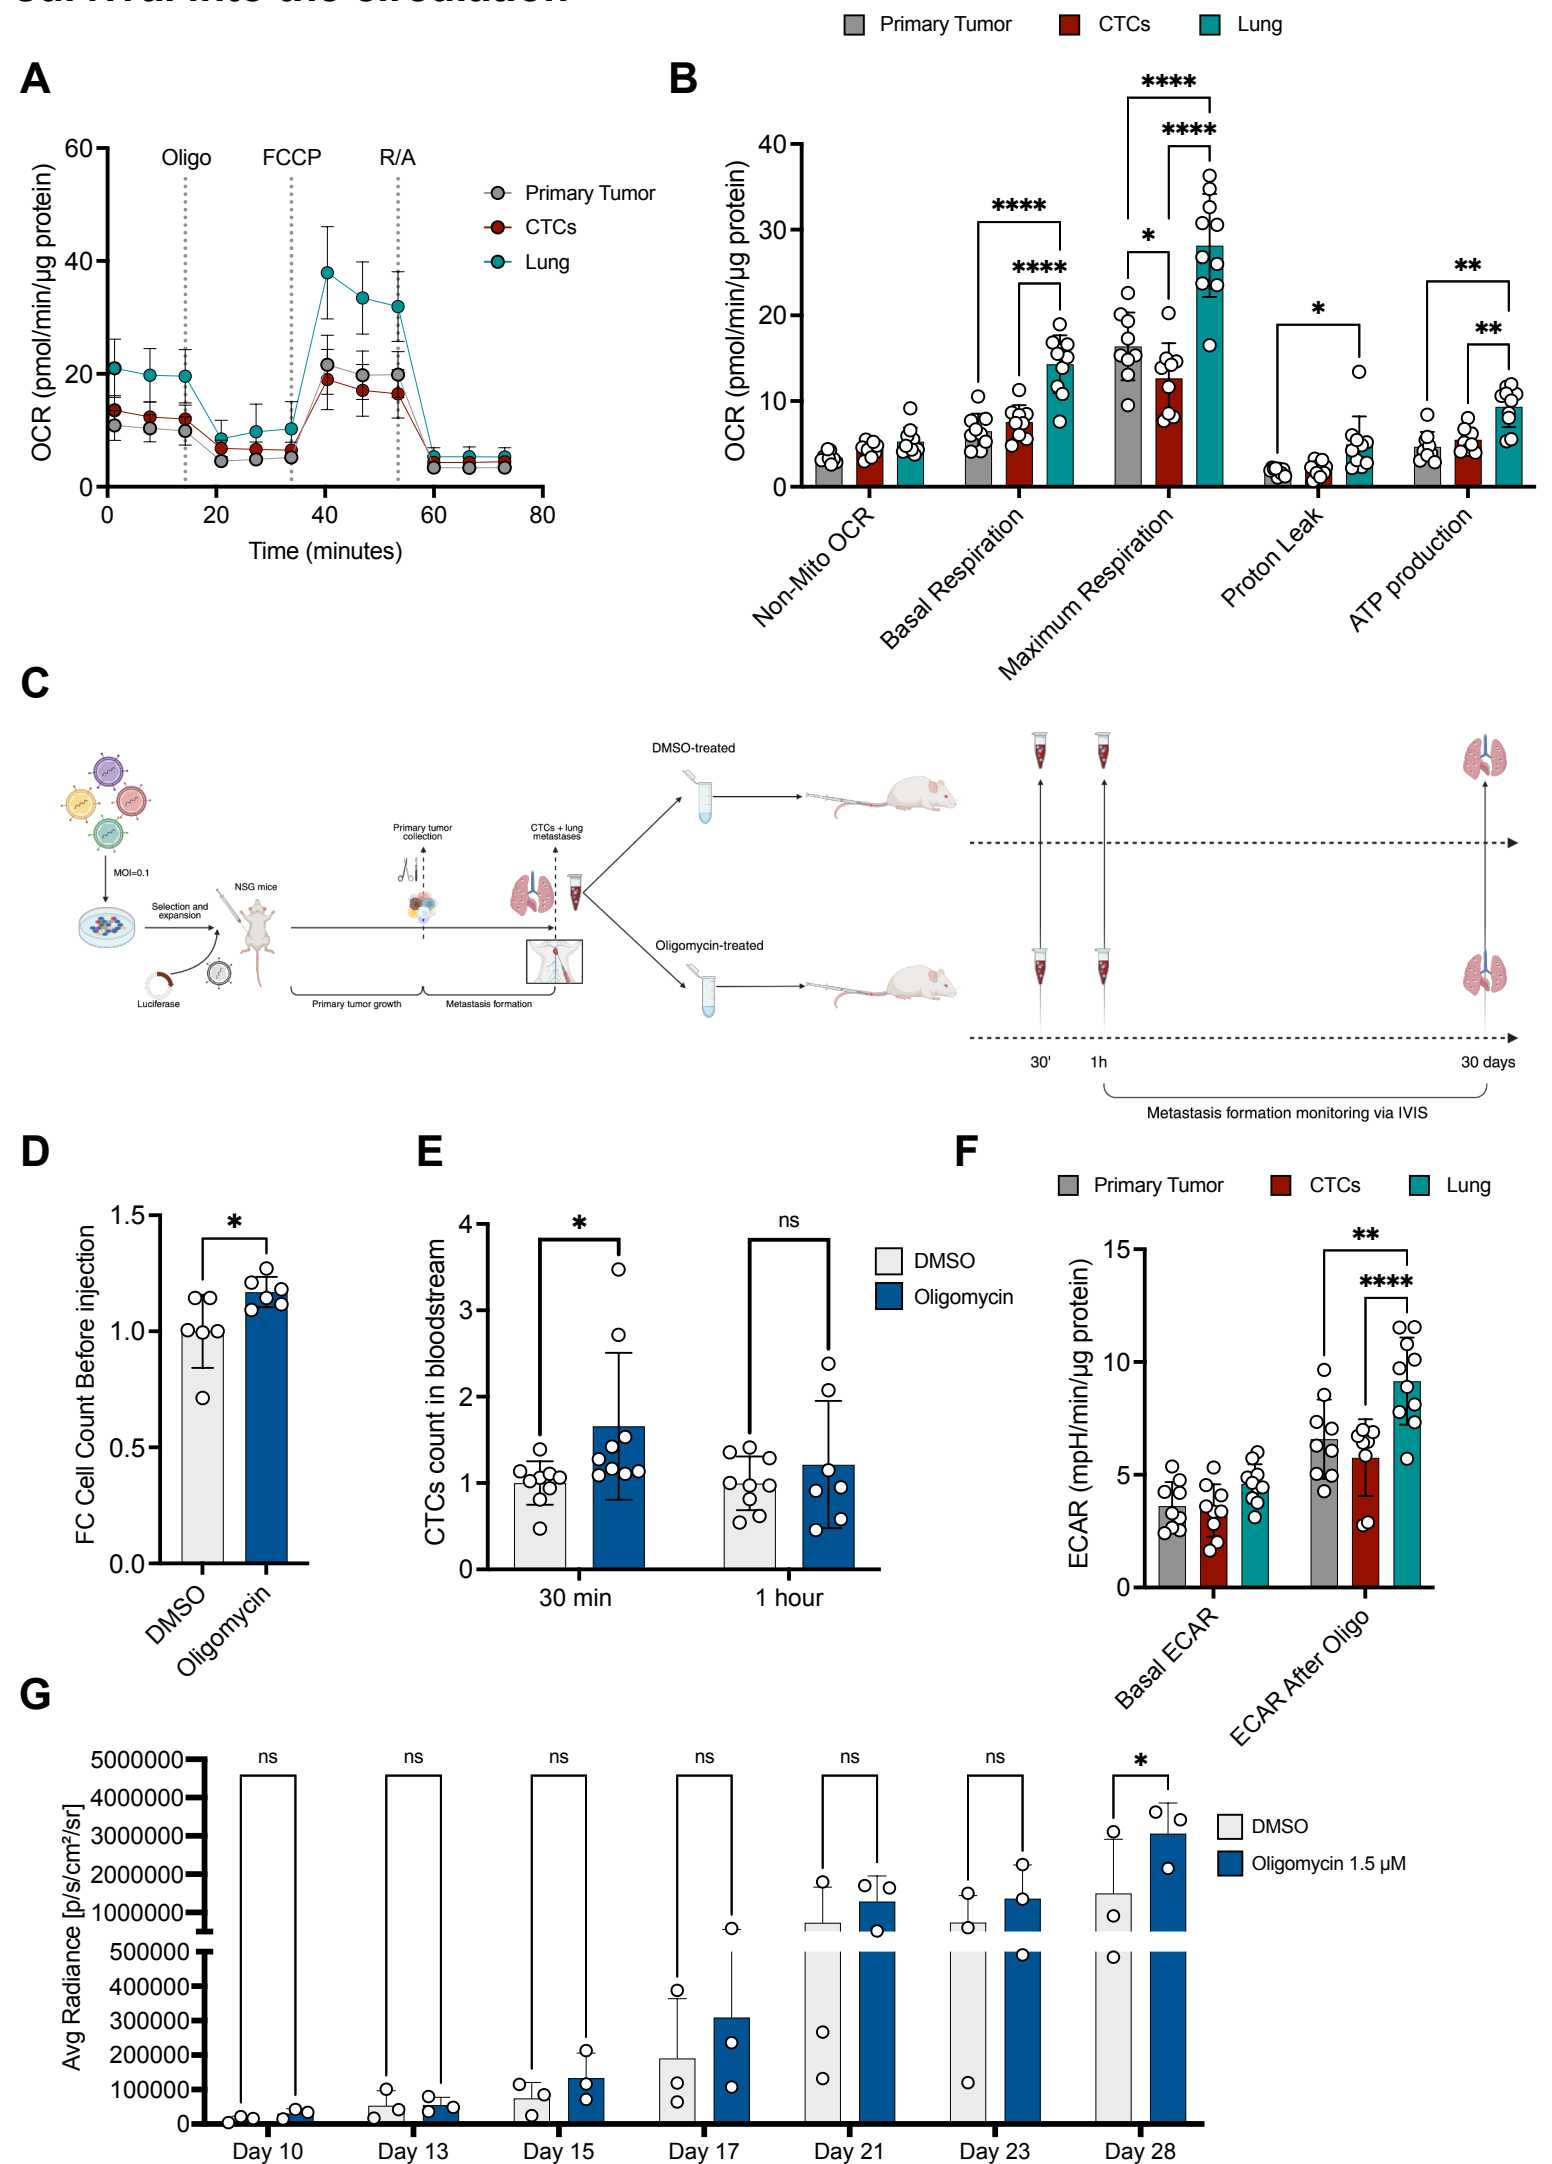 survival into the circulation
Primary Tumor CTCs Lung
A
60
40
20
0
0 20 40 60 80
OCR (pmol/min/µg protein)
Time (minutes)
Oligo FCCP R/A
Primary Tumor
CTCs
Lung
B
40
30
20
10
0
OCR (pmol/min/µg protein)
**** **** **** **** * * ** **
Non-Mito OCR
Basal Respiration
Maximum Respiration
Proton Leak
ATP production
C
MOI=0.1
Selection and
expansion
Luciferase
NSG mice
Primary tumor
collection
CTCs + lung
metastases
Primary tumor growth
Metastasis formation
DMSO-treated
Oligomycin-treated
30' 1h 30 days
Metastasis formation monitoring via IVIS
D
1.5
1.0
0.5
0.0
FC Cell Count Before injection
*
DMSO
Oligomycin
E
4
3
2
1
0
CTCs count in bloodstream
* ns
30 min 1 hour
DMSO
Oligomycin
F
Primary Tumor CTCs Lung
15
10
5
0
ECAR (mpH/min/µg protein)
**
****
Basal ECAR
ECAR After Oligo
G
5000000
4000000
3000000
2000000
1000000
500000
400000
300000
200000
100000
0
Avg Radiance [p/s/cm²/sr]
ns ns ns ns ns ns *
Day 10 Day 13 Day 15 Day 17 Day 21 Day 23 Day 28
DMSO
Oligomycin 1.5 µM